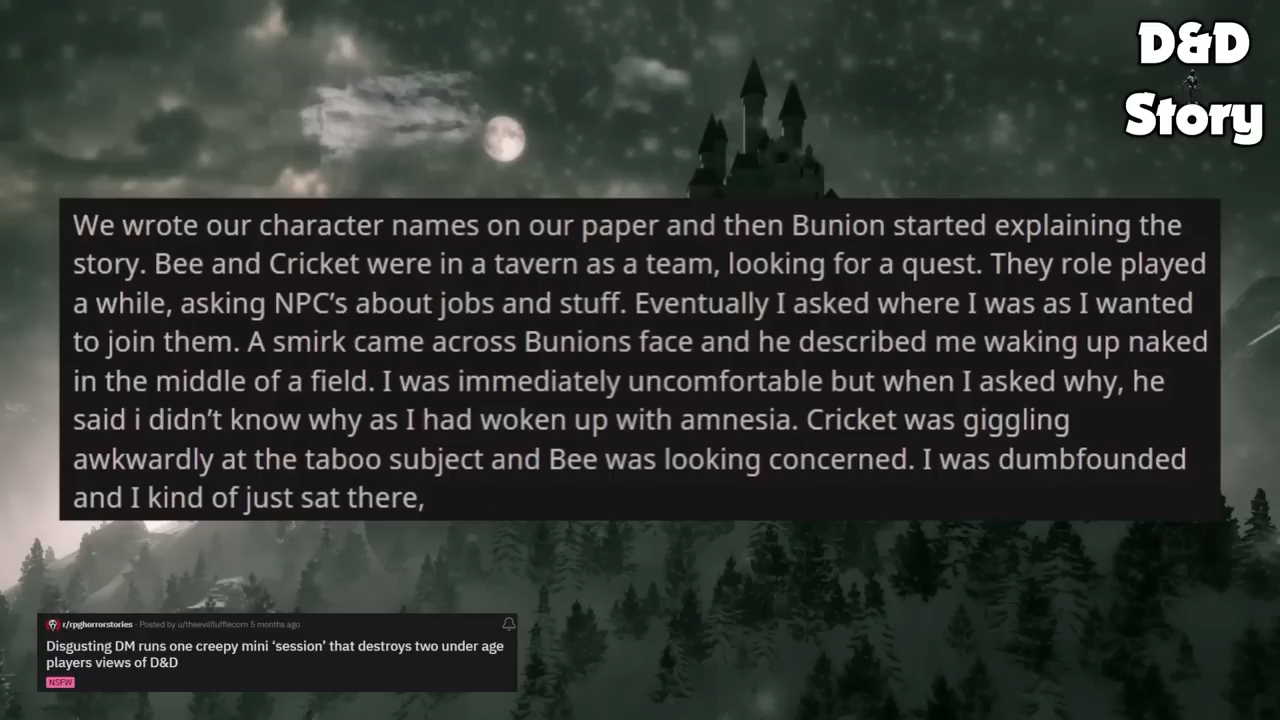 D&D
Story
We wrote our character names on our paper and then Bunion started explaining the
story. Bee and Cricket were in a tavern as a team, looking for a quest. They role played
a while, asking NPC’s about jobs and stuff. Eventually I asked where I was as I wanted
to join them. A smirk came across Bunions face and he described me waking up naked
in the middle of a field. I was immediately uncomfortable but when I asked why, he
said i didn’t know why as I had woken up with amnesia. Cricket was giggling
awkwardly at the taboo subject and Bee was looking concerned. I was dumbfounded
and I kind of just sat there,
r/rpghorrorstories · Posted by u/theevilflufflecorn 5 months ago
Disgusting DM runs one creepy mini ‘session’ that destroys two under age
players views of D&D
NSFW